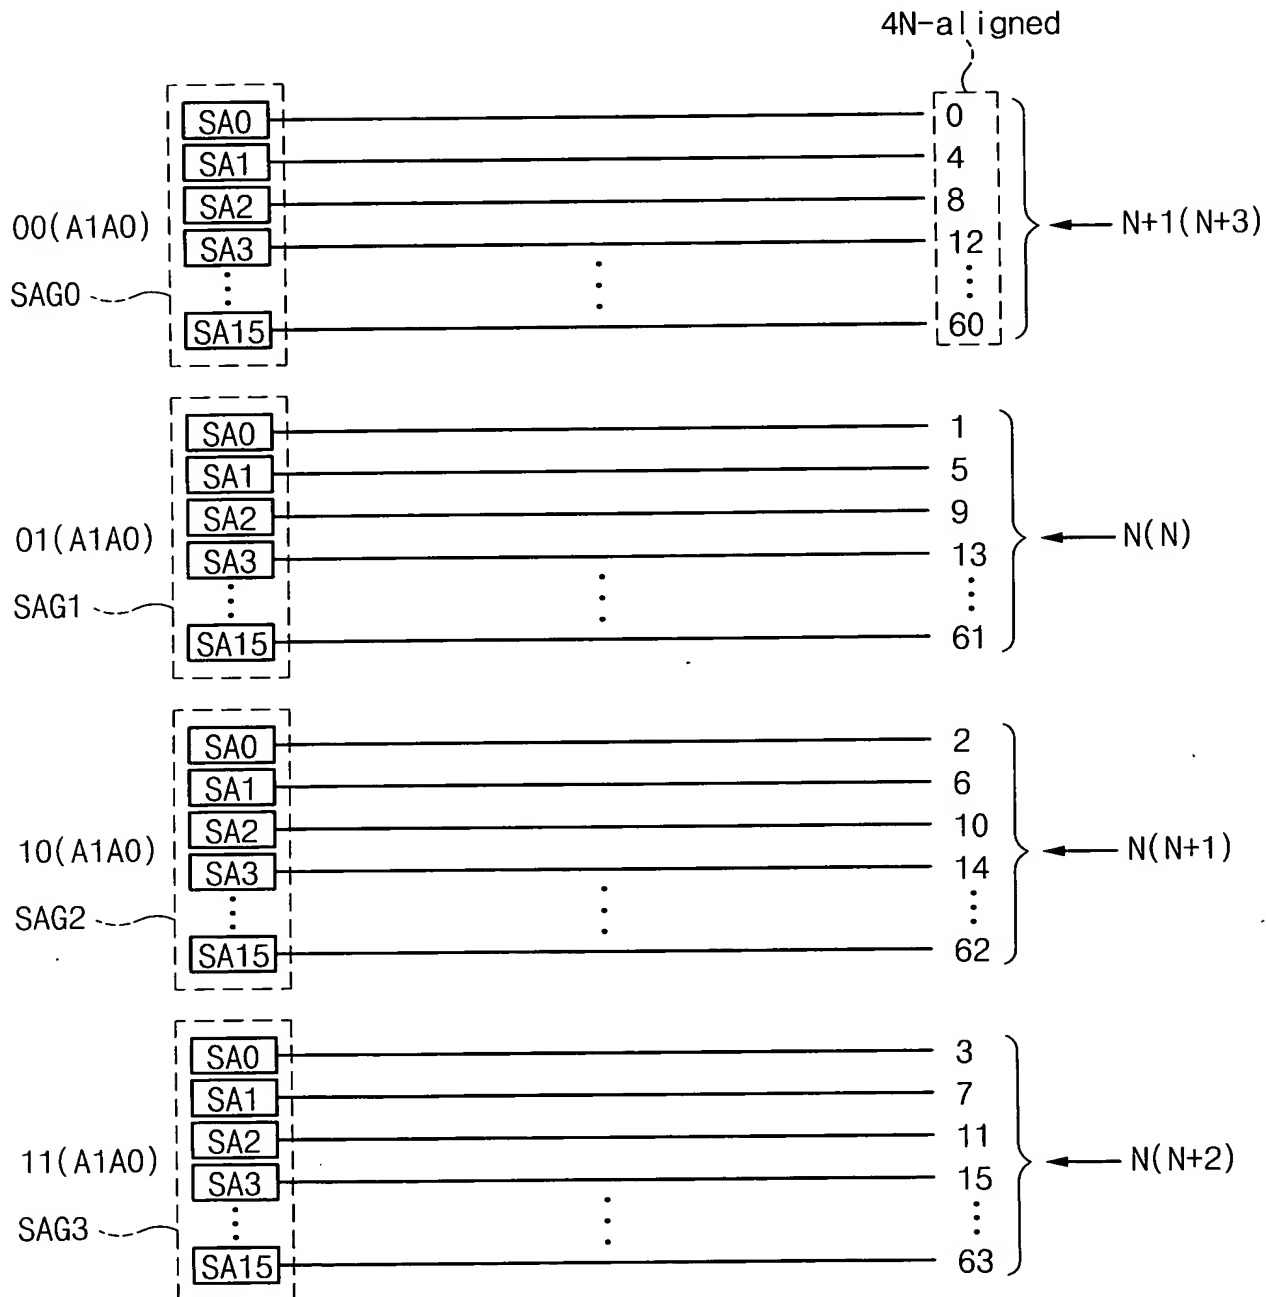 4N-aligned
SA0 0
SA1 4
SA2 8
00(A1A0) SA3 12 N+1(N+3)
SAG0
SA15 60
SA0 1
SA1 5
SA2 9
01(A1A0) SA3 13 N(N)
SAG1
SA15 61
SA0 2
SA1 6
SA2 10
10(A1A0) SA3 14 N(N+1)
SAG2
SA15 62
SA0 3
SA1 7
SA2 11
11(A1A0) SA3 15 N(N+2)
SAG3
SA15 63